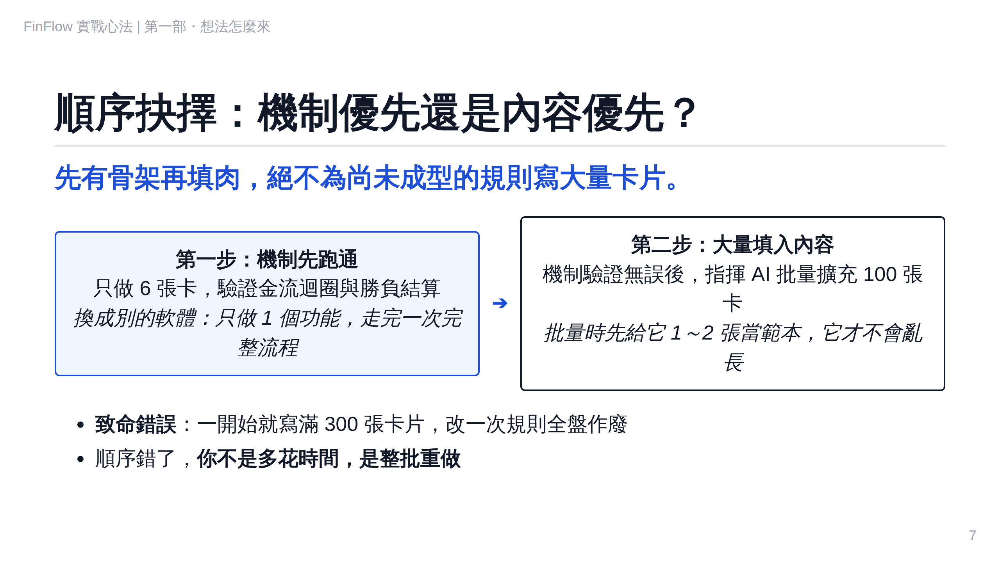 FinFlow 實戰心法 | 第一部・想法怎麼來
順序抉擇：機制優先還是內容優先？
先有骨架再填肉，絕不為尚未成型的規則寫大量卡片。
第一步：機制先跑通
只做 6 張卡，驗證金流迴圈與勝負結算
換成別的軟體：只做 1 個功能，走完一次完
整流程
➔
第二步：大量填入內容
機制驗證無誤後，指揮 AI 批量擴充 100 張
卡
批量時先給它 1～2 張當範本，它才不會亂
長
• 致命錯誤：一開始就寫滿 300 張卡片，改一次規則全盤作廢
• 順序錯了，你不是多花時間，是整批重做
7